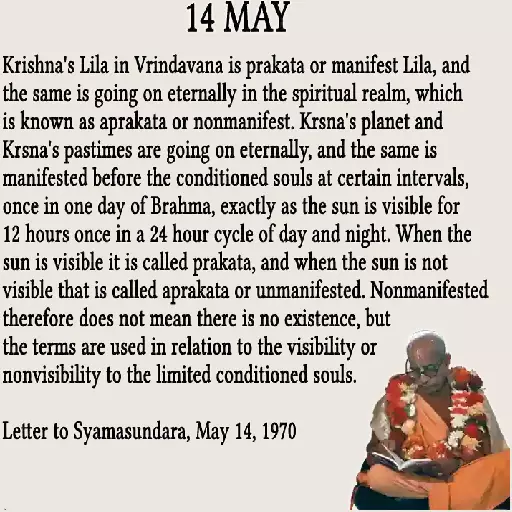 14 MAY
Krishna's Lila in Vrindavana is prakata or manifest Lila, and
the same is going on eternally in the spiritual realm, which
is known as aprakata or nonmanifest. Krsna's planet and
Krsna's pastimes are going on eternally, and the same is
manifested before the conditioned souls at certain intervals,
once in one day of Brahma, exactly as the sun is visible for
12 hours once in a 24 hour cycle of day and night. When the
sun is visible it is called prakata, and when the sun is not
visible that is called aprakata or unmanifested. Nonmanifested
therefore does not mean there is no existence, but
the terms are used in relation to the visibility or
nonvisibility to the limited conditioned souls.
Letter to Syamasundara, May 14, 1970